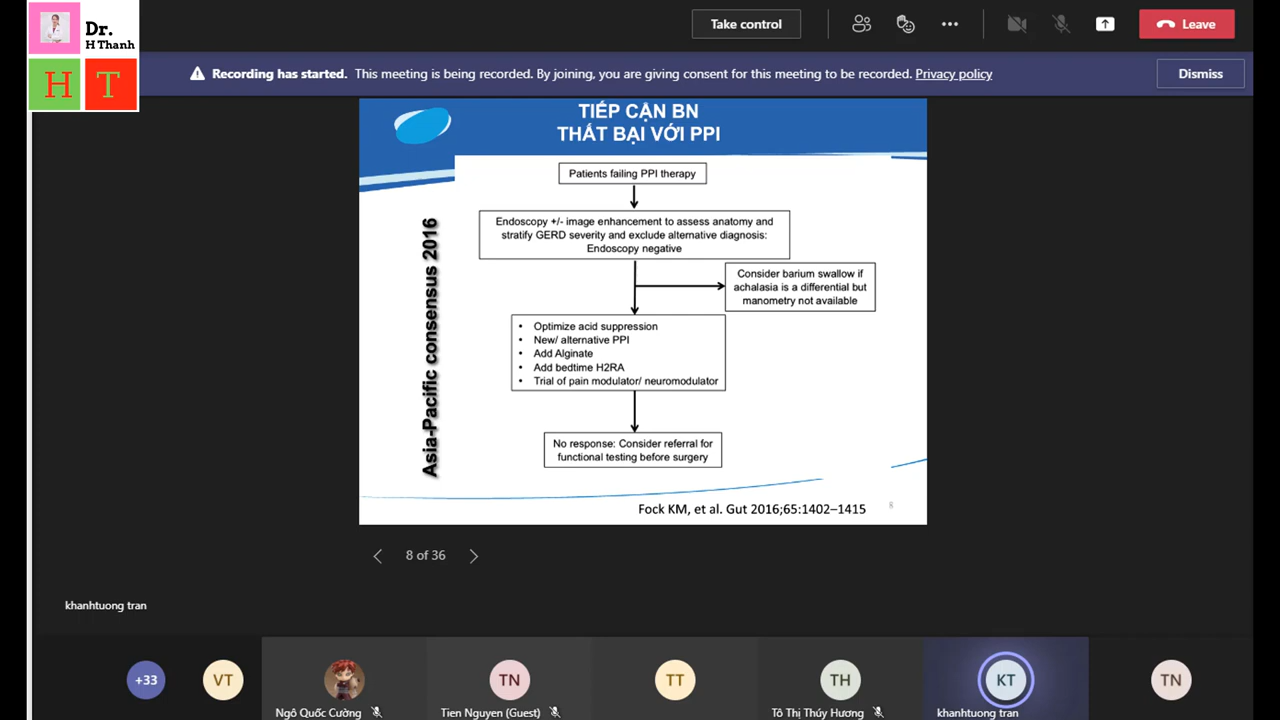 Dr.
H Thanh
H T
Take control
Leave
Recording has started. This meeting is being recorded. By joining, you are giving consent for this meeting to be recorded. Privacy policy
Dismiss
TIẾP CẬN BN
THẤT BẠI VỚI PPI
Asia-Pacific consensus 2016
Patients failing PPI therapy
Endoscopy +/- image enhancement to assess anatomy and
stratify GERD severity and exclude alternative diagnosis:
Endoscopy negative
Consider barium swallow if
achalasia is a differential but
manometry not available
• Optimize acid suppression
• New/ alternative PPI
• Add Alginate
• Add bedtime H2RA
• Trial of pain modulator/ neuromodulator
No response: Consider referral for
functional testing before surgery
Fock KM, et al. Gut 2016;65:1402–1415
8
8 of 36
khanhtuong tran
+33
VT
Ngô Quốc Cường
TN
Tien Nguyen (Guest)
TT
TH
Tô Thị Thúy Hương
KT
khanhtuong tran
TN